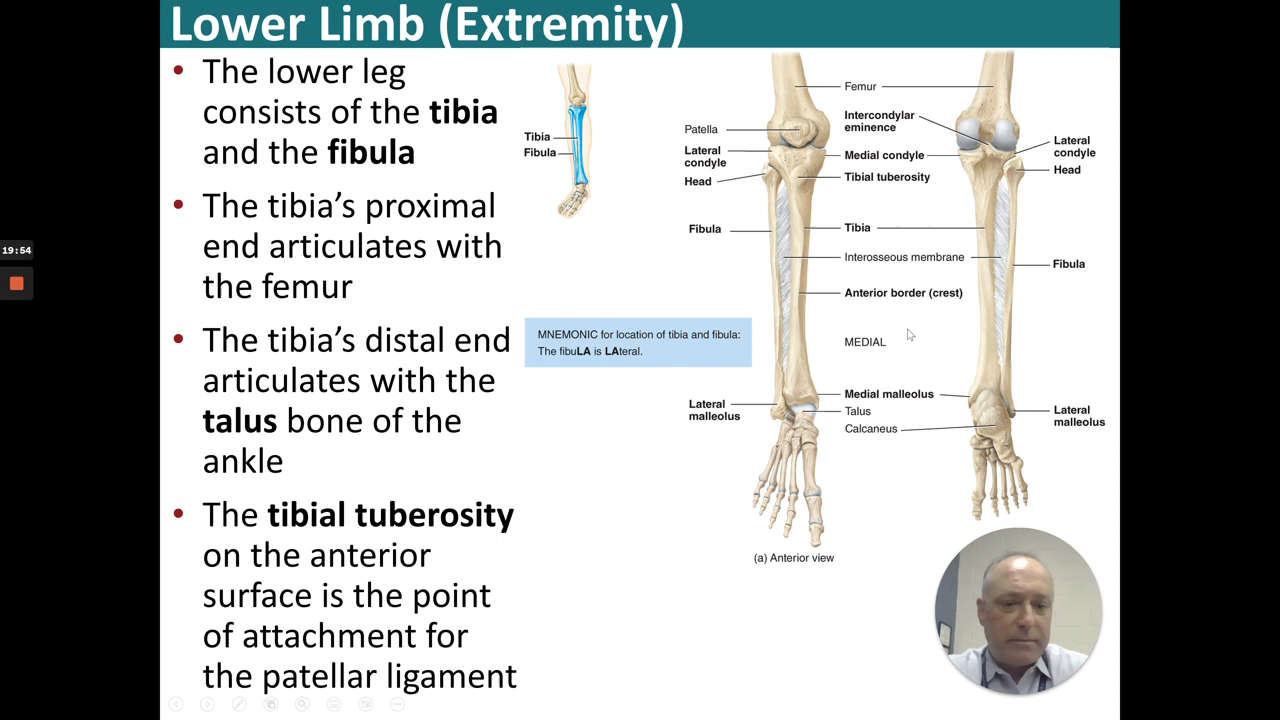 Lower Limb (Extremity)
• The lower leg
consists of the tibia
and the fibula
• The tibia’s proximal
end articulates with
the femur
• The tibia’s distal end
articulates with the
talus bone of the
ankle
• The tibial tuberosity
on the anterior
surface is the point
of attachment for
the patellar ligament
Tibia
Fibula
MNEMONIC for location of tibia and fibula:
The fibuLA is LAteral.
Patella
Lateral
condyle
Head
Fibula
Lateral
malleolus
Femur
Intercondylar
eminence
Medial condyle
Tibial tuberosity
Tibia
Interosseous membrane
Anterior border (crest)
MEDIAL
Medial malleolus
Talus
Calcaneus
Lateral
condyle
Head
Fibula
Lateral
malleolus
(a) Anterior view
19:54